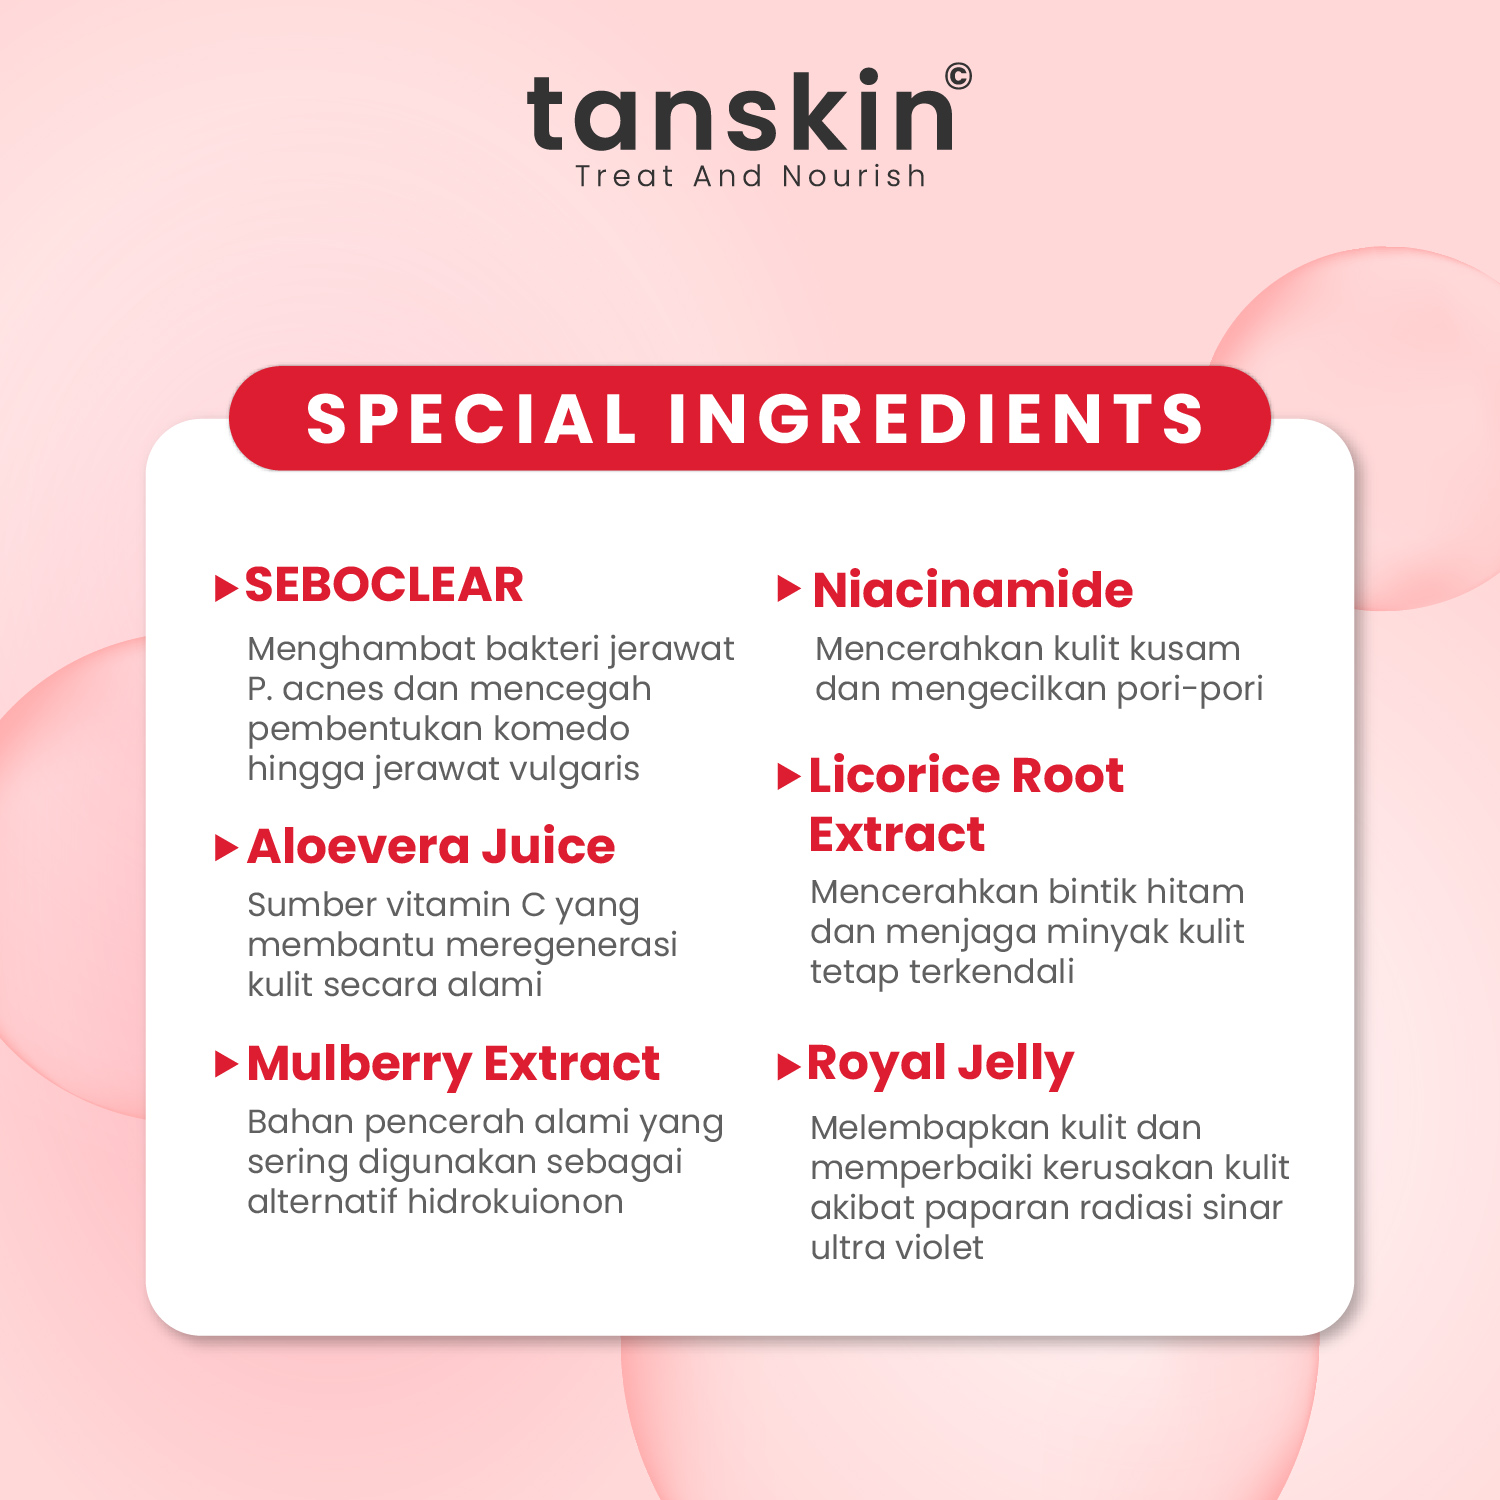 tanskin©
Treat And Nourish
SPECIAL INGREDIENTS
SEBOCLEAR
Menghambat bakteri jerawat
P. acnes dan mencegah
pembentukan komedo
hingga jerawat vulgaris
Aloevera Juice
Sumber vitamin C yang
membantu meregenerasi
kulit secara alami
Mulberry Extract
Bahan pencerah alami yang
sering digunakan sebagai
alternatif hidrokuionon
Niacinamide
Mencerahkan kulit kusam
dan mengecilkan pori-pori
Licorice Root
Extract
Mencerahkan bintik hitam
dan menjaga minyak kulit
tetap terkendali
Royal Jelly
Melembapkan kulit dan
memperbaiki kerusakan kulit
akibat paparan radiasi sinar
ultra violet